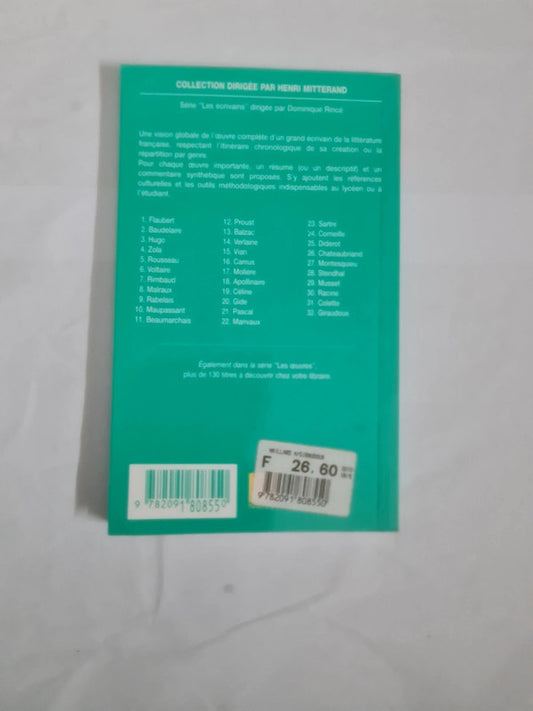 COLLECTION DIRIGÉE PAR HENRI MITTERAND
Série "Les écrivains" dirigée par Dominique Rincé
Une vision globale de l'œuvre complète d'un grand écrivain de la littérature
française, respectant l'itinéraire chronologique de sa création ou la
répartition par genres.
Pour chaque œuvre importante, un résumé (ou un descriptif) et un
commentaire synthétique sont proposés. S'y ajoutent les références
culturelles et les outils méthodologiques indispensables au lycéen ou à
l'étudiant.
1. Flaubert
2. Baudelaire
3. Hugo
4. Zola
5. Rousseau
6. Voltaire
7. Rimbaud
8. Malraux
9. Rabelais
10. Maupassant
11. Beaumarchais
12. Proust
13. Balzac
14. Verlaine
15. Vian
16. Camus
17. Molière
18. Apollinaire
19. Céline
20. Gide
21. Pascal
22. Marivaux
23. Sartre
24. Corneille
25. Diderot
26. Chateaubriand
27. Montesquieu
28. Stendhal
29. Musset
30. Racine
31. Colette
32. Giraudoux
Également dans la série "Les œuvres",
plus de 130 titres à découvrir chez votre libraire.
F 26.60
9 782091 808550
9 782091 808550